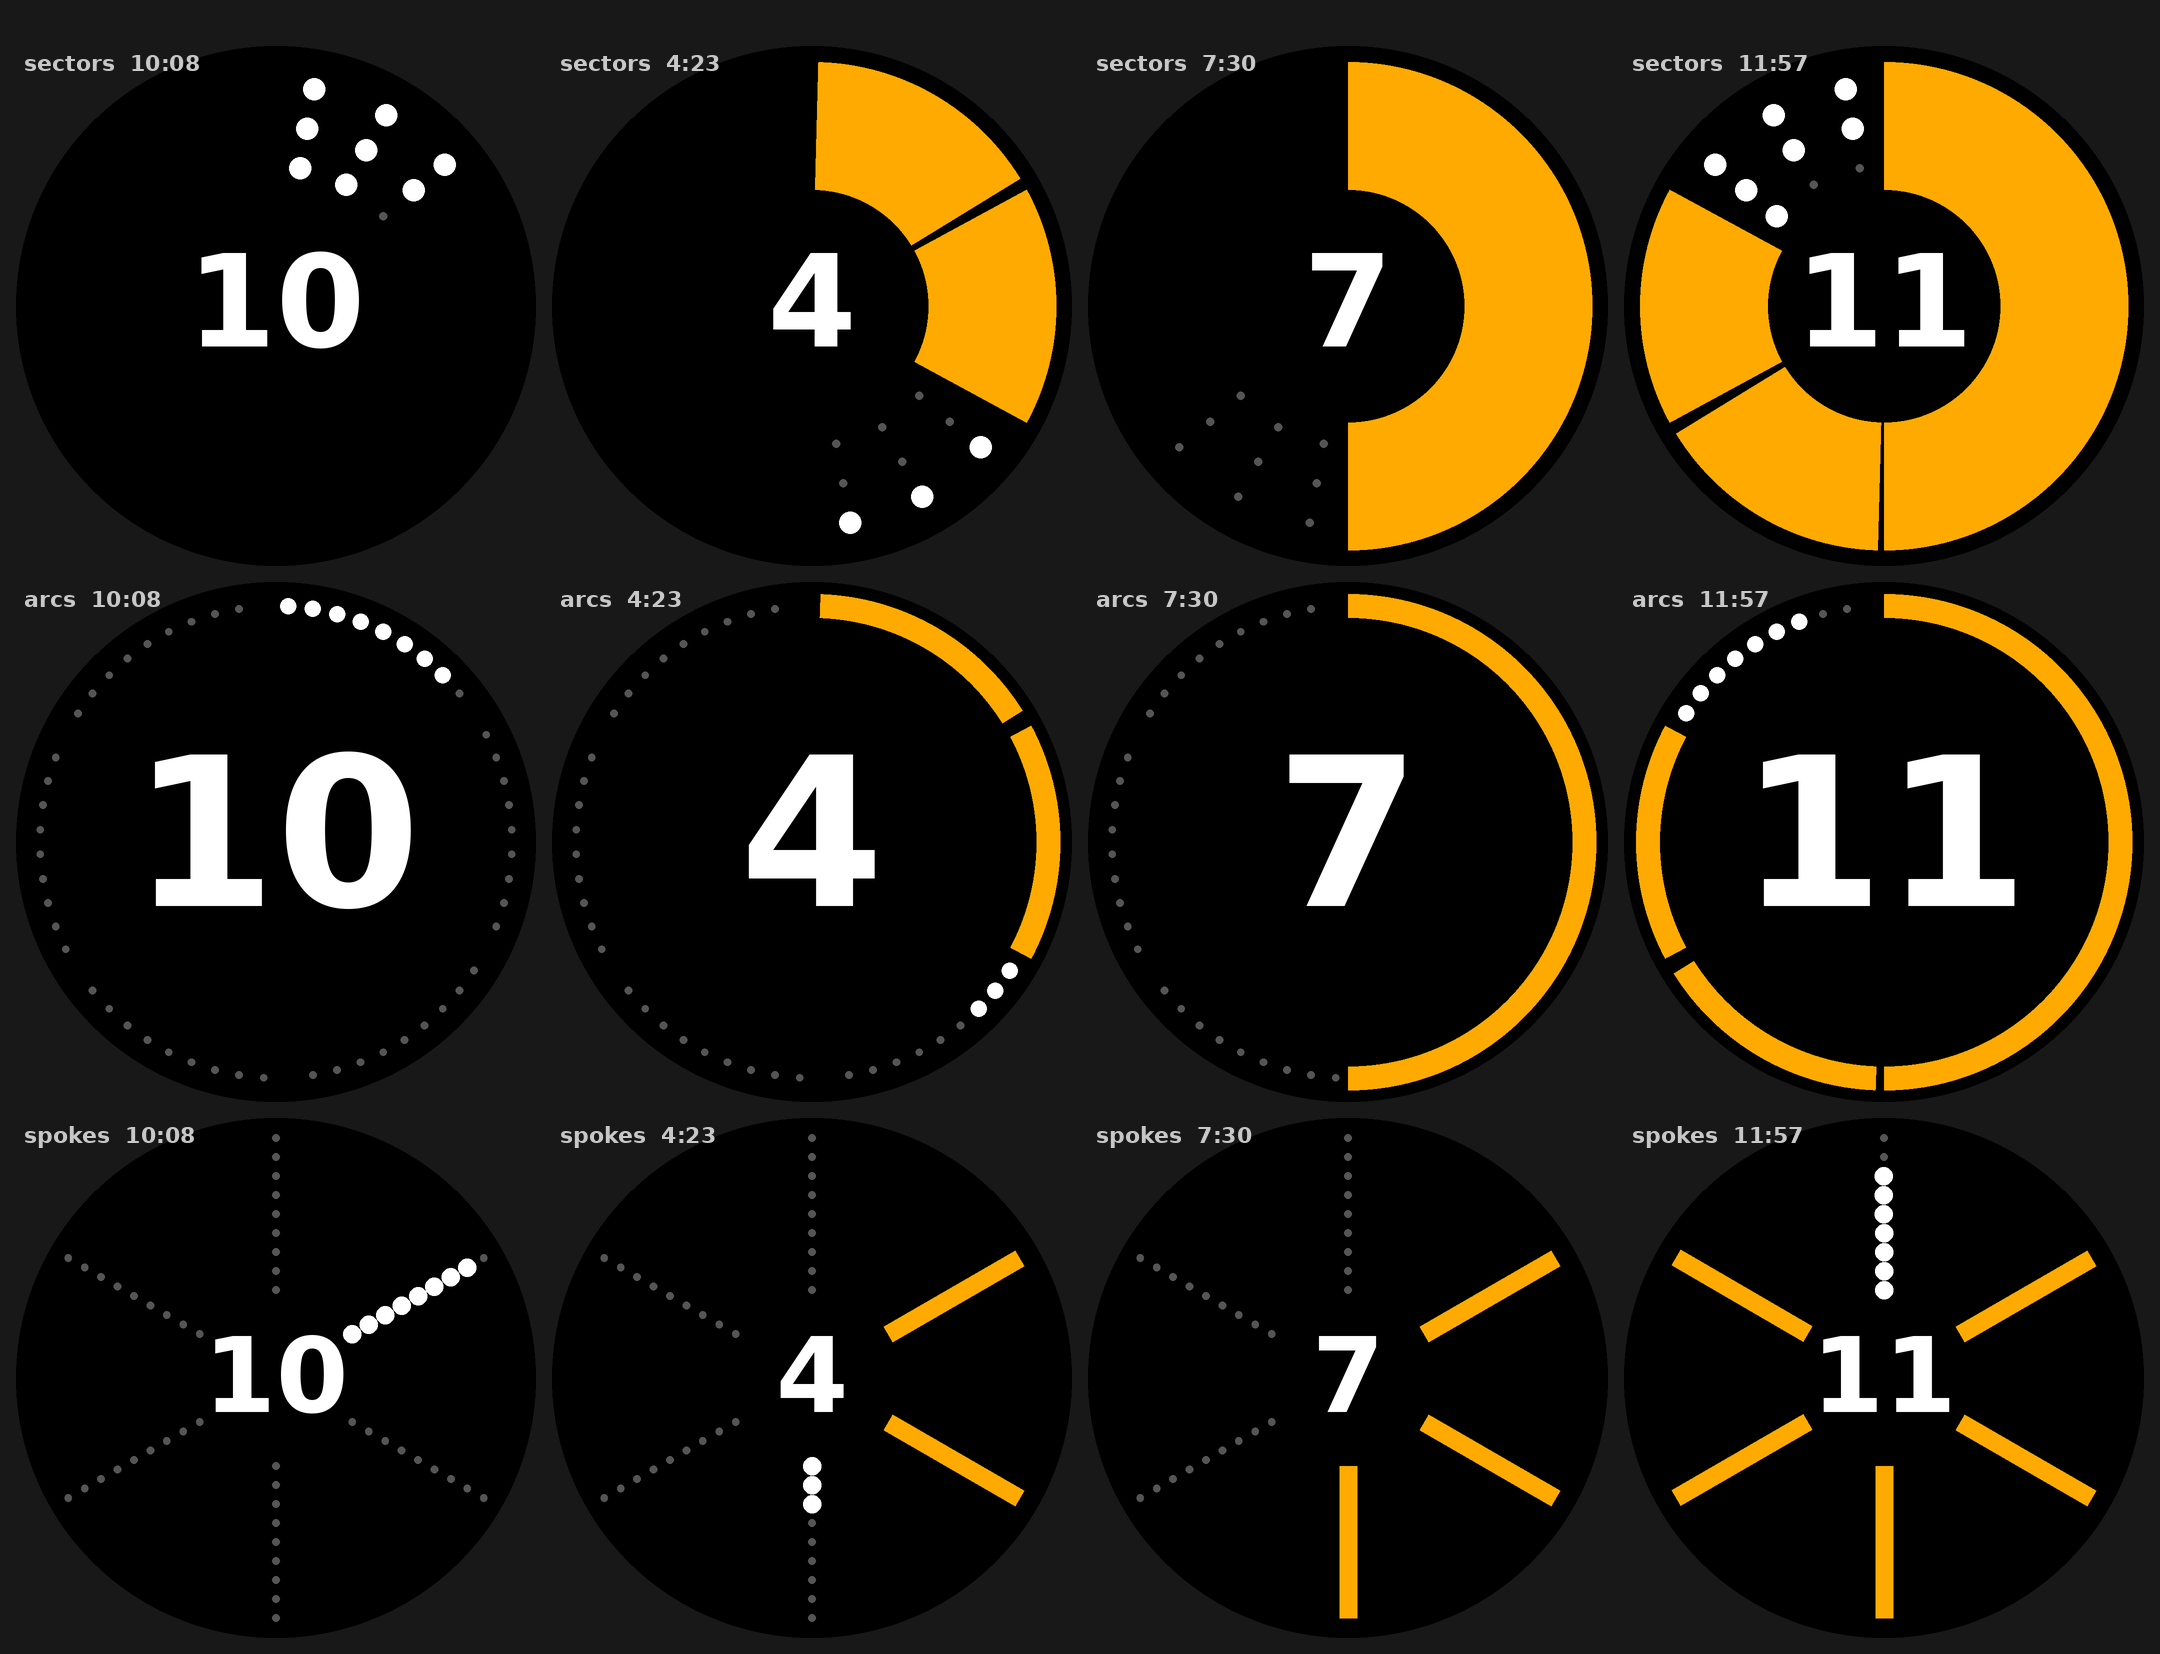 sectors 10:08
10
sectors 4:23
4
sectors 7:30
7
sectors 11:57
11
arcs 10:08
10
arcs 4:23
4
arcs 7:30
7
arcs 11:57
11
spokes 10:08
10
spokes 4:23
4
spokes 7:30
7
spokes 11:57
11